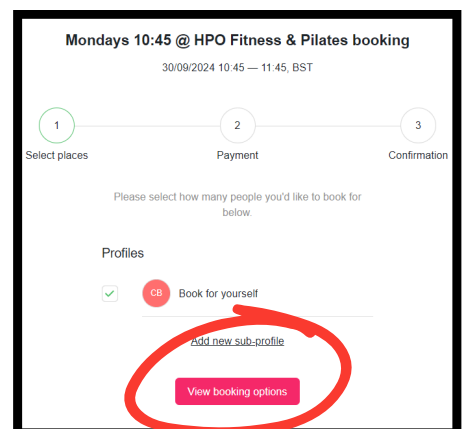 Mondays 10:45 @ HPO Fitness & Pilates booking
30/09/2024 10:45 — 11:45, BST
1
2
3
Select places
Payment
Confirmation
Please select how many people you'd like to book for
below.
Profiles
CB
Book for yourself
Add new sub-profile
View booking options